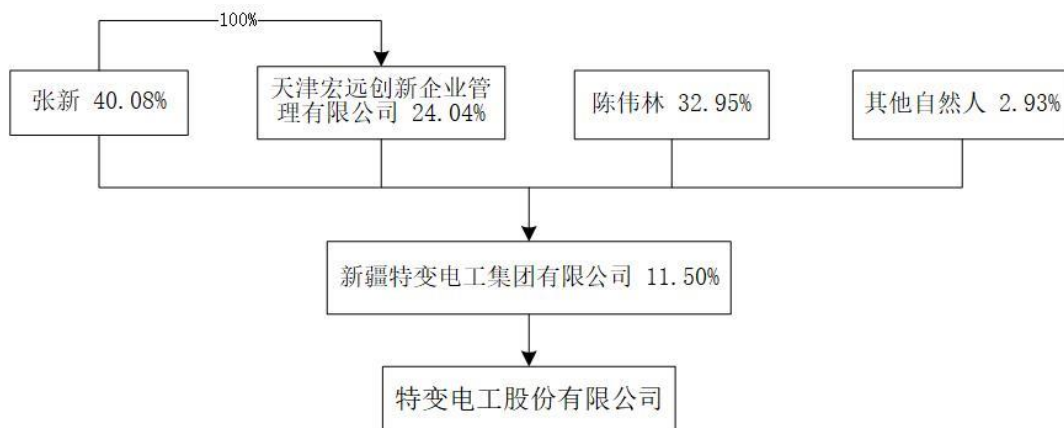 100%
张新 40.08%
天津宏远创新企业管
理有限公司 24.04%
陈伟林 32.95%
其他自然人 2.93%
新疆特变电工集团有限公司 11.50%
特变电工股份有限公司